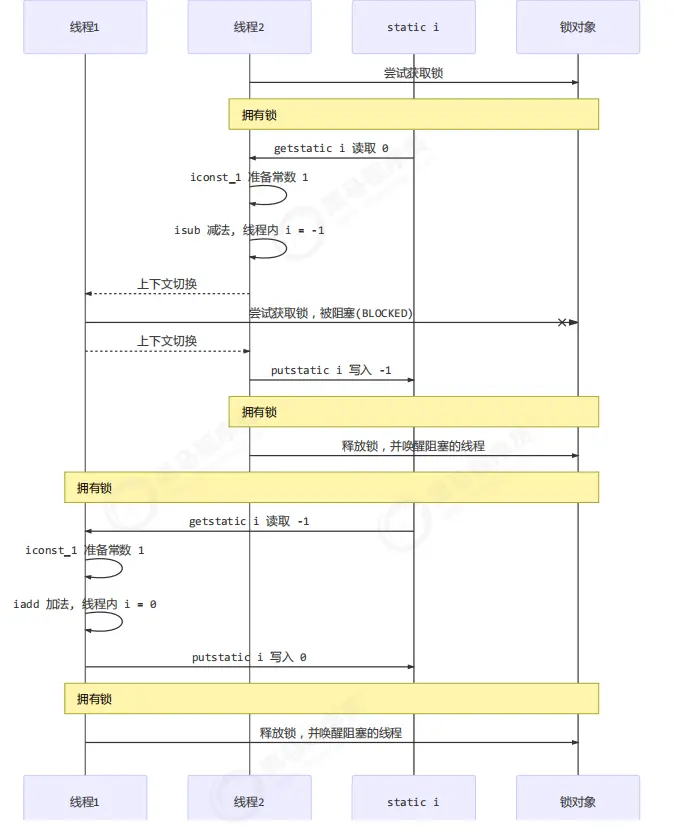 线程1 线程2 static i 锁对象
尝试获取锁
拥有锁
getstatic i 读取 0
iconst_1 准备常数 1
isub 减法, 线程内 i = -1
上下文切换
尝试获取锁，被阻塞(BLOCKED)
上下文切换
putstatic i 写入 -1
拥有锁
释放锁，并唤醒阻塞的线程
拥有锁
getstatic i 读取 -1
iconst_1 准备常数 1
iadd 加法, 线程内 i = 0
putstatic i 写入 0
拥有锁
释放锁，并唤醒阻塞的线程
线程1 线程2 static i 锁对象